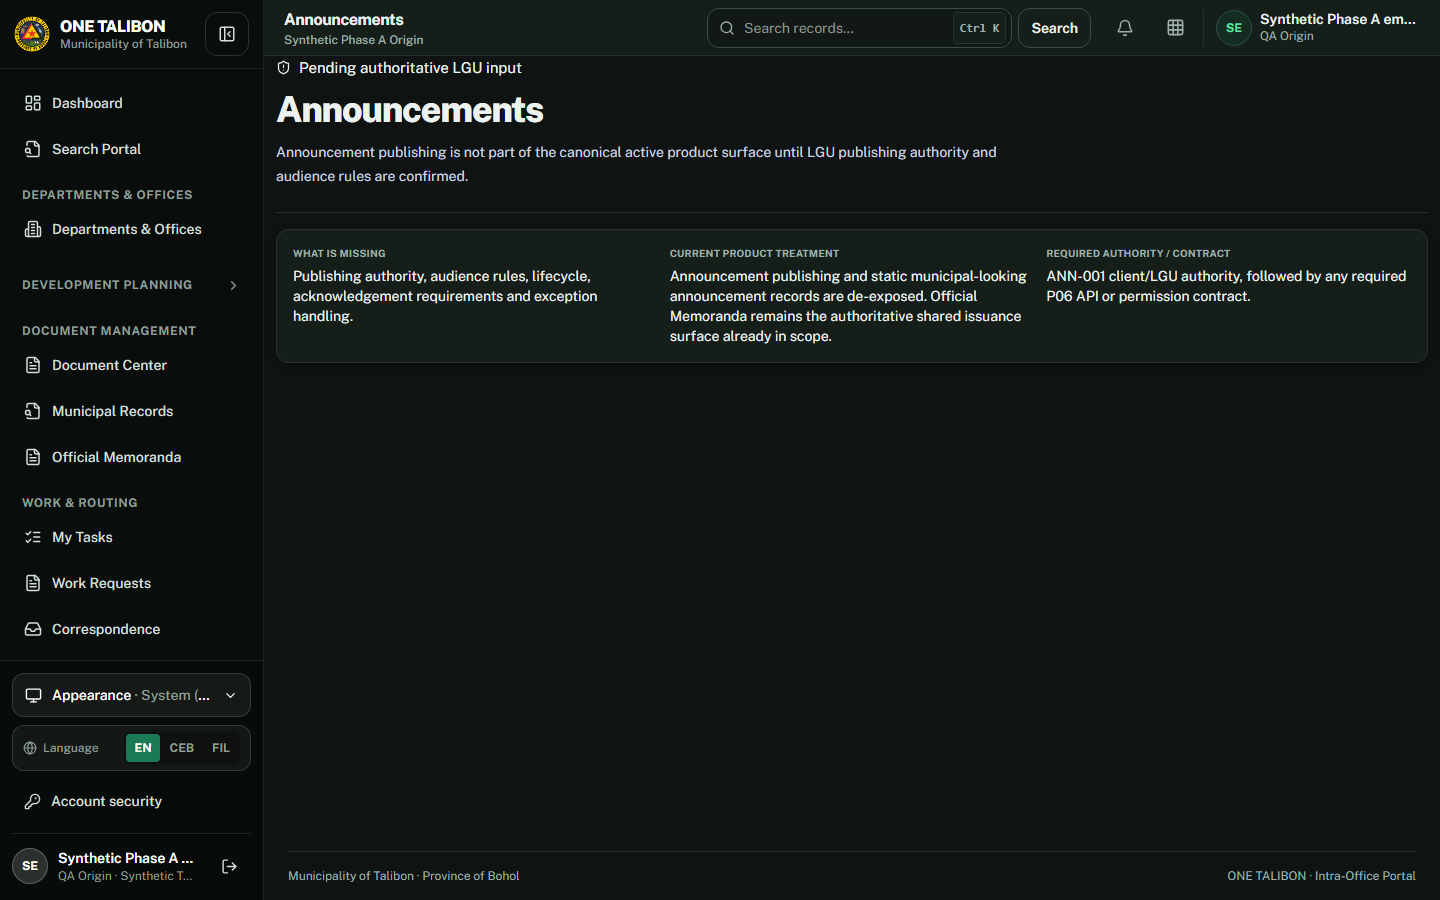 ONE TALIBON
Municipality of Talibon
Announcements
Synthetic Phase A Origin
Search records...
Ctrl K
Search
SE
Synthetic Phase A em...
QA Origin
Dashboard
Search Portal
DEPARTMENTS & OFFICES
Departments & Offices
DEVELOPMENT PLANNING
DOCUMENT MANAGEMENT
Document Center
Municipal Records
Official Memoranda
WORK & ROUTING
My Tasks
Work Requests
Correspondence
Appearance · System (...
Language
EN
CEB
FIL
Account security
SE
Synthetic Phase A ...
QA Origin · Synthetic T...
Pending authoritative LGU input
Announcements
Announcement publishing is not part of the canonical active product surface until LGU publishing authority and
audience rules are confirmed.
WHAT IS MISSING
Publishing authority, audience rules, lifecycle,
acknowledgement requirements and exception
handling.
CURRENT PRODUCT TREATMENT
Announcement publishing and static municipal-looking
announcement records are de-exposed. Official
Memoranda remains the authoritative shared issuance
surface already in scope.
REQUIRED AUTHORITY / CONTRACT
ANN-001 client/LGU authority, followed by any required
P06 API or permission contract.
Municipality of Talibon · Province of Bohol
ONE TALIBON · Intra-Office Portal